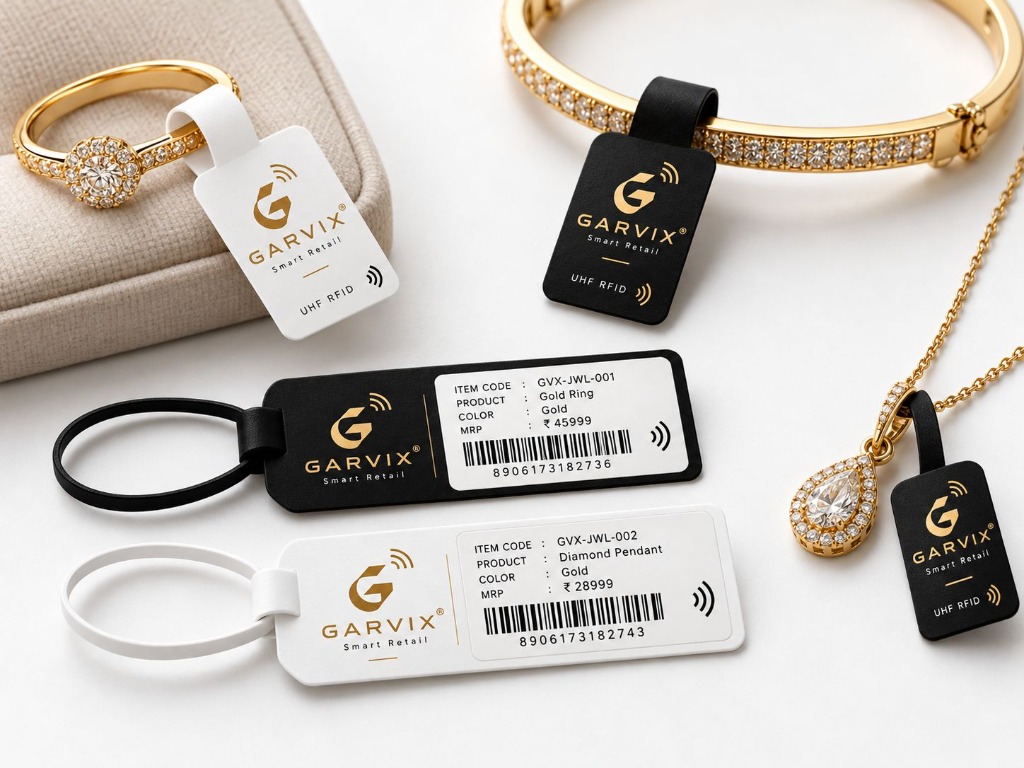 GARVIX®
Smart Retail
UHF RFID
GARVIX®
Smart Retail
UHF RFID
GARVIX®
Smart Retail
ITEM CODE : GVX-JWL-001
PRODUCT : Gold Ring
COLOR : Gold
MRP : ₹ 45999
8906173182736
GARVIX®
Smart Retail
ITEM CODE : GVX-JWL-002
PRODUCT : Diamond Pendant
COLOR : Gold
MRP : ₹ 28999
8906173182743
GARVIX®
Smart Retail
UHF RFID